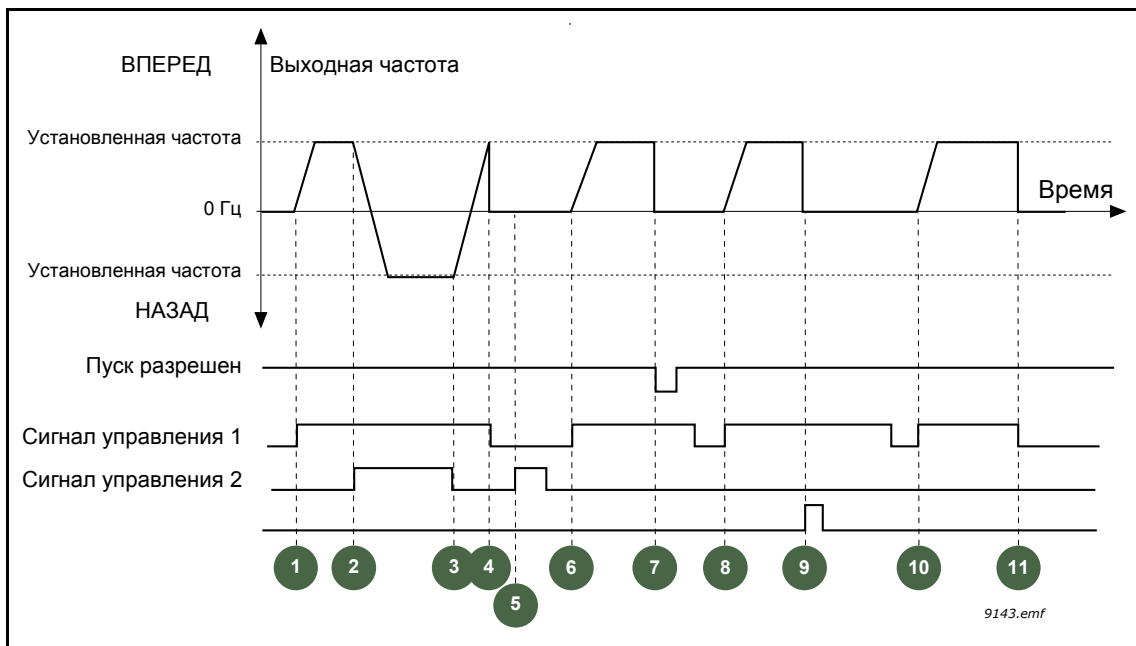 ВПЕРЕД
Выходная частота
Установленная частота
Время
0 Гц
Установленная частота
НАЗАД
Пуск разрешен
Сигнал управления 1
Сигнал управления 2
1 2 3 4 5 6 7 8 9 10 11
9143.emf